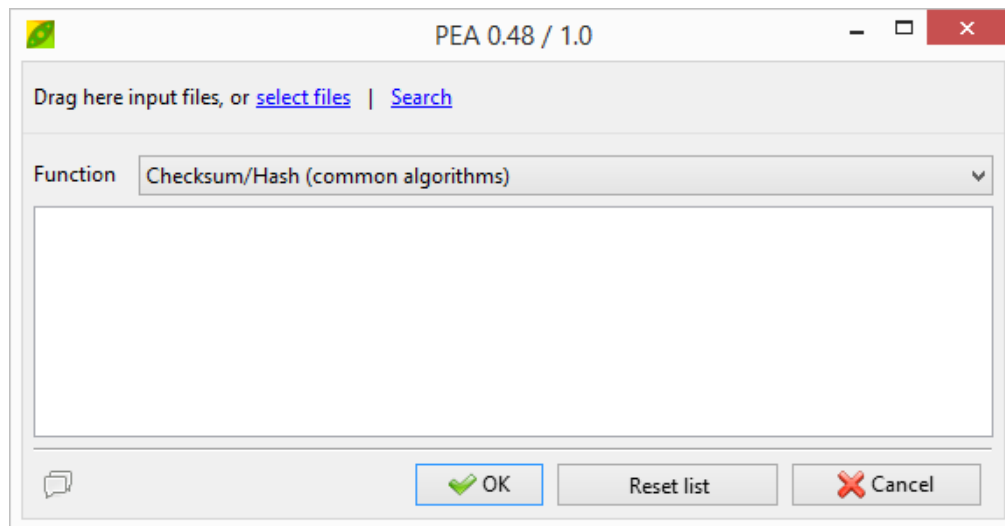 PEA 0.48 / 1.0
Drag here input files, or select files | Search
Function Checksum/Hash (common algorithms)
OK Reset list Cancel